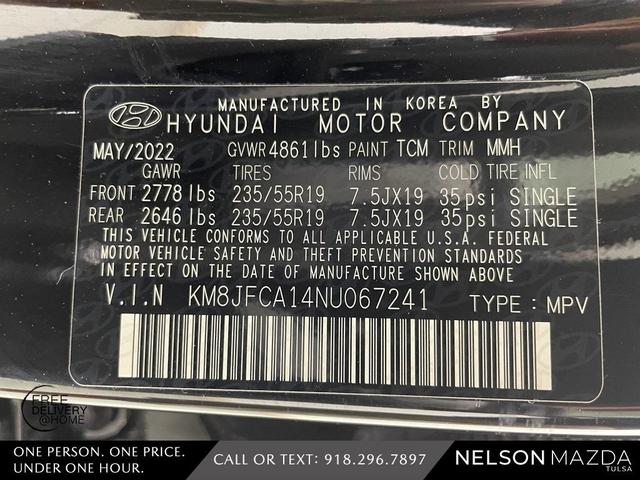 MANUFACTURED IN KOREA BY
HYUNDAI MOTOR COMPANY
MAY/2022 GVWR 4861lbs PAINT TCM TRIM MMH
GAWR TIRES RIMS COLD TIRE INFL
FRONT 2778 lbs 235/55R19 7.5JX19 35psi SINGLE
REAR 2646 lbs 235/55R19 7.5JX19 35psi SINGLE
THIS VEHICLE CONFORMS TO ALL APPLICABLE U.S.A. FEDERAL
MOTOR VEHICLE SAFETY AND THEFT PREVENTION STANDARDS
IN EFFECT ON THE DATE OF MANUFACTURE SHOWN ABOVE
V.I.N KM8JFCA14NU067241 TYPE : MPV
FREE
DELIVERY
@HOME
ONE PERSON. ONE PRICE.
UNDER ONE HOUR.
CALL OR TEXT: 918.296.7897
NELSON MAZDA
TULSA